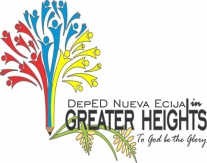 DepED Nueva Ecija in
GREATER HEIGHTS
To God be the Glory